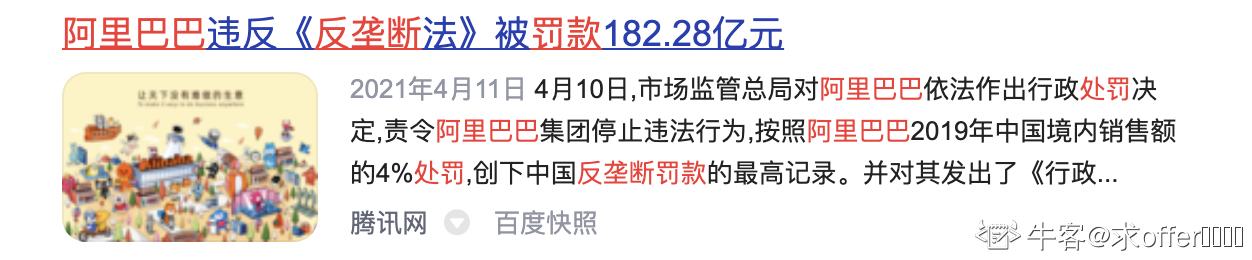 阿里巴巴违反《反垄断法》被罚款182.28亿元
让天下没有难做的生意
To make it easy to do business anywhere
Alibaba
2021年4月11日 4月10日,市场监管总局对阿里巴巴依法作出行政处罚决
定,责令阿里巴巴集团停止违法行为,按照阿里巴巴2019年中国境内销售额
的4%处罚,创下中国反垄断罚款的最高记录。并对其发出了《行政...
腾讯网 百度快照
牛客@求offer▯▯▯▯▯